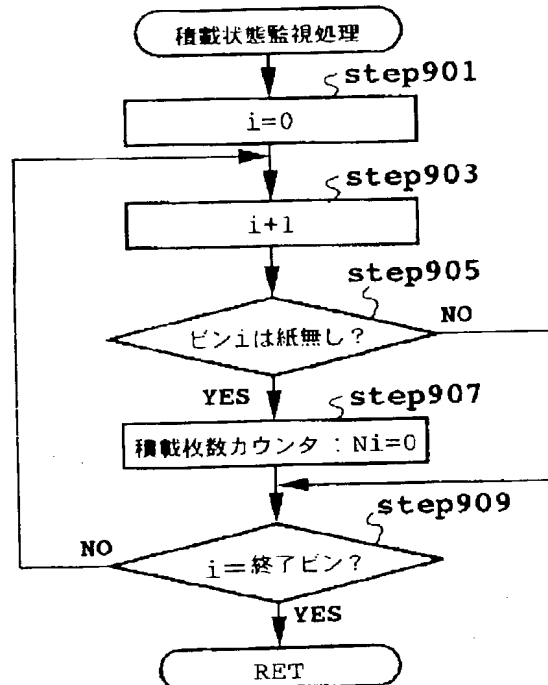 積載状態監視処理
step901
i=0
step903
i+1
step905
ビンiは紙無し?
NO
YES
step907
積載枚数カウンタ:Ni=0
step909
i=終了ビン?
NO
YES
RET